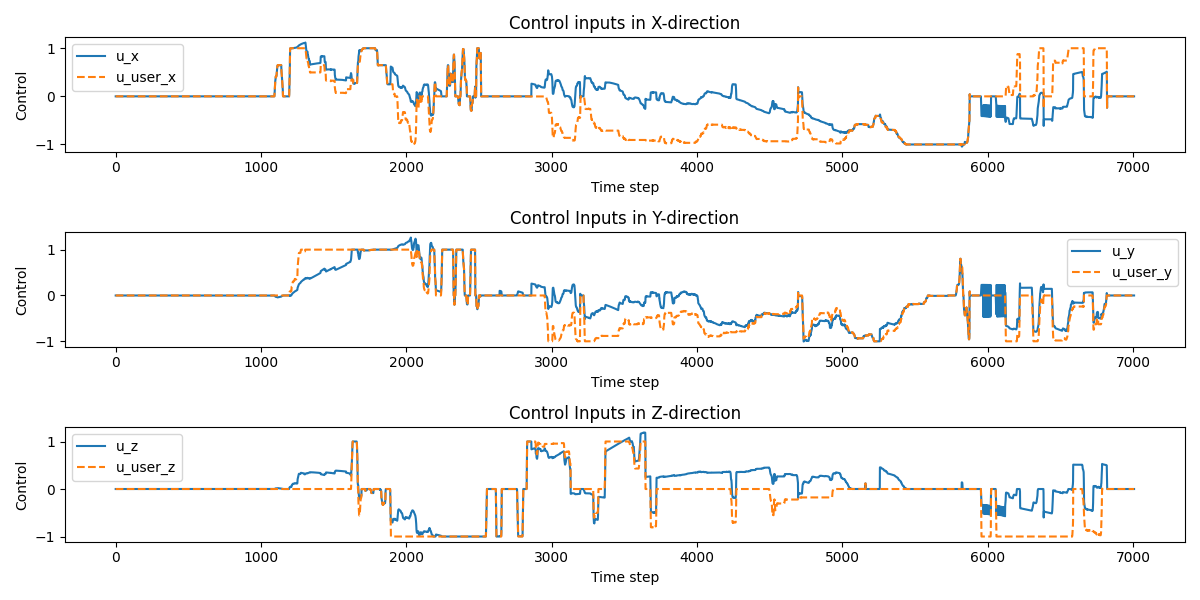 Control inputs in X-direction
1
0
−1
Control
u_x
u_user_x
0 1000 2000 3000 4000 5000 6000 7000
Time step
Control Inputs in Y-direction
1
0
−1
Control
u_y
u_user_y
0 1000 2000 3000 4000 5000 6000 7000
Time step
Control Inputs in Z-direction
1
0
−1
Control
u_z
u_user_z
0 1000 2000 3000 4000 5000 6000 7000
Time step